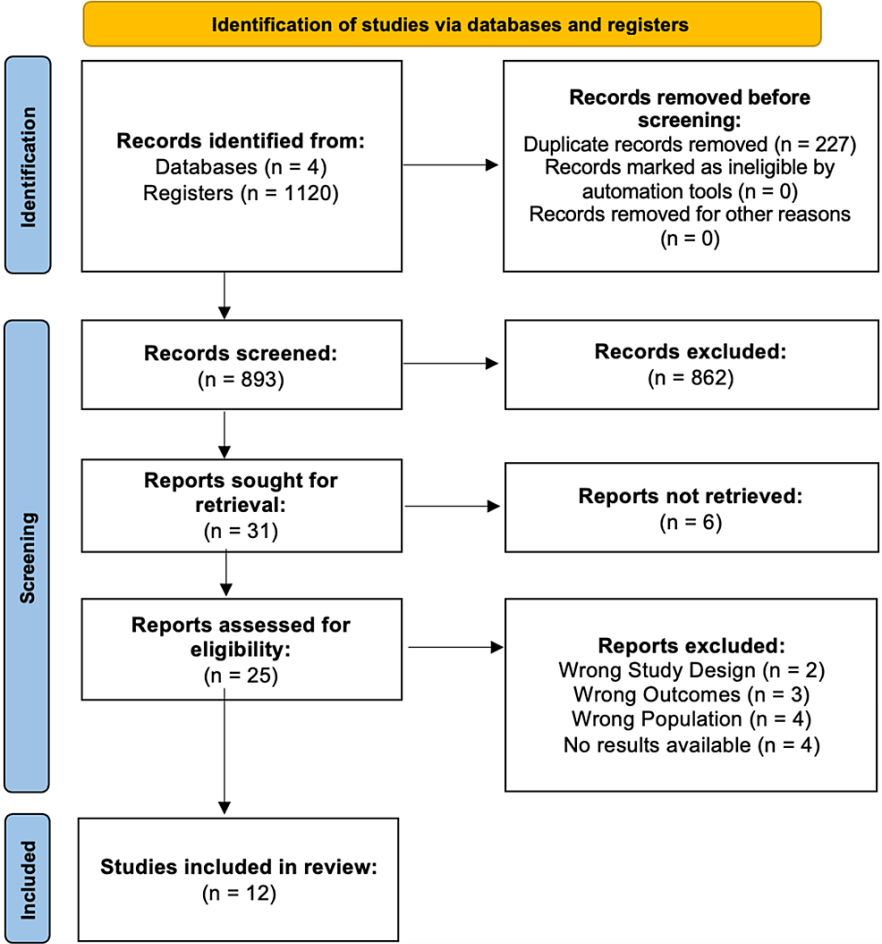 Identification of studies via databases and registers
Identification
Records identified from:
Databases (n = 4)
Registers (n = 1120)
Records removed before
screening:
Duplicate records removed (n = 227)
Records marked as ineligible by
automation tools (n = 0)
Records removed for other reasons
(n = 0)
Screening
Records screened:
(n = 893)
Records excluded:
(n = 862)
Reports sought for
retrieval:
(n = 31)
Reports not retrieved:
(n = 6)
Reports assessed for
eligibility:
(n = 25)
Reports excluded:
Wrong Study Design (n = 2)
Wrong Outcomes (n = 3)
Wrong Population (n = 4)
No results available (n = 4)
Included
Studies included in review:
(n = 12)